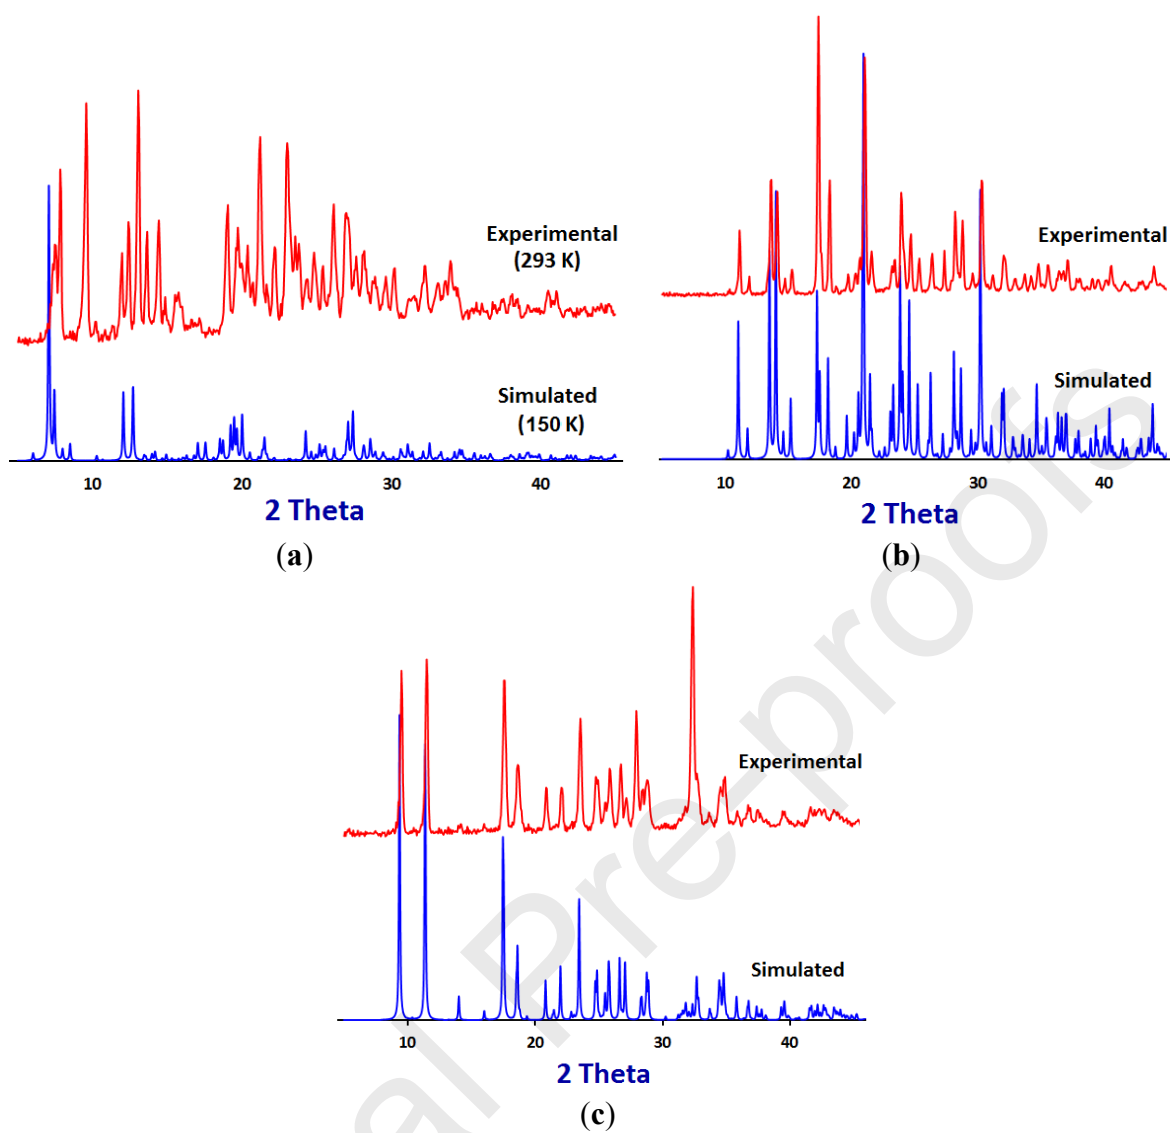 Experimental
(293 K)
Simulated
(150 K)
10 20 30 40
2 Theta
(a)
Experimental
Simulated
10 20 30 40
2 Theta
(b)
Experimental
Simulated
10 20 30 40
2 Theta
(c)
al Pre-proofs